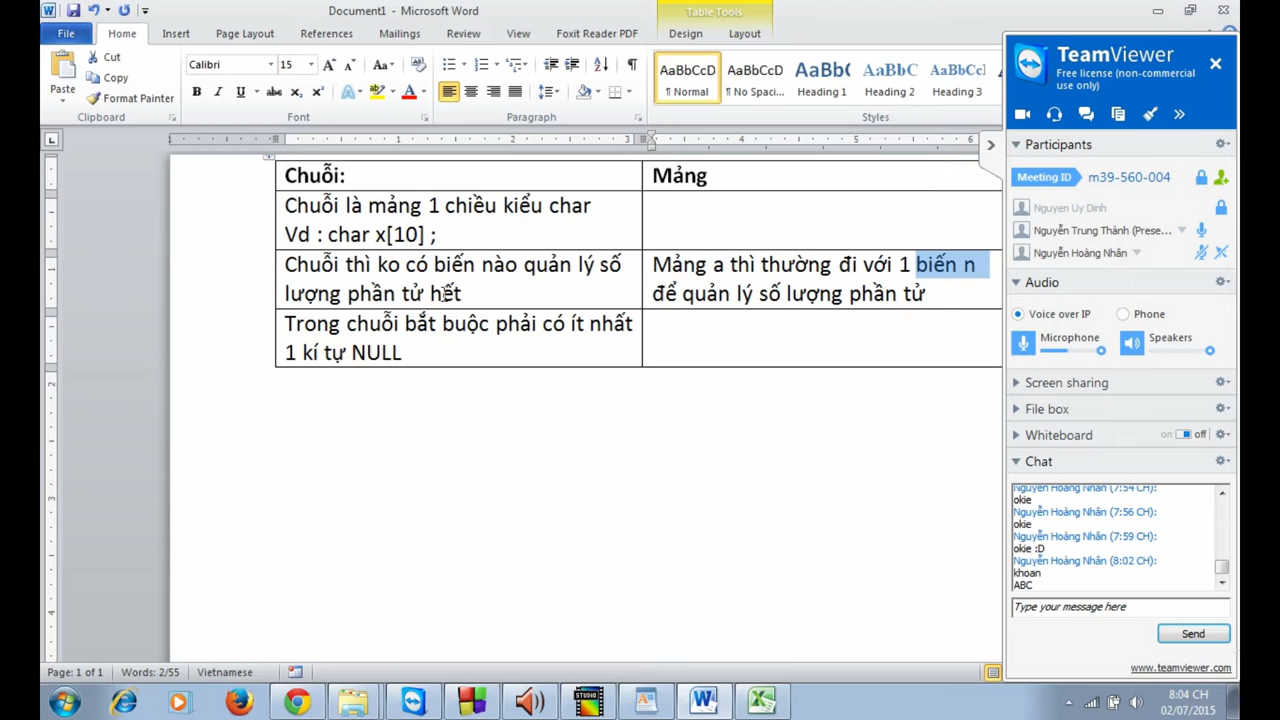 Document1 - Microsoft Word
Table Tools
File
Home
Insert
Page Layout
References
Mailings
Review
View
Foxit Reader PDF
Design
Layout
Paste
Cut
Copy
Format Painter
Clipboard
Calibri
15
Font
Paragraph
AaBbCcD
¶ Normal
AaBbCcD
¶ No Spaci...
AaBbC
Heading 1
AaBbC
Heading 2
AaBbC
Heading 3
Styles
Chuỗi:
Mảng
Chuỗi là mảng 1 chiều kiểu char
Vd : char x[10] ;
Chuỗi thì ko có biến nào quản lý số
lượng phần tử hết
Mảng a thì thường đi với 1 biến n
để quản lý số lượng phần tử
Trong chuỗi bắt buộc phải có ít nhất
1 kí tự NULL
Page: 1 of 1
Words: 2/55
Vietnamese
TeamViewer
Free license (non-commercial
use only)
Participants
Meeting ID
m39-560-004
Nguyen Uy Dinh
Nguyễn Trung Thành (Prese...
Nguyễn Hoàng Nhân
Audio
Voice over IP
Phone
Microphone
Speakers
Screen sharing
File box
Whiteboard
on
off
Chat
Nguyễn Hoàng Nhân (7:54 CH):
okie
Nguyễn Hoàng Nhân (7:56 CH):
okie
Nguyễn Hoàng Nhân (7:59 CH):
okie :D
Nguyễn Hoàng Nhân (8:02 CH):
khoan
ABC
Type your message here
Send
www.teamviewer.com
STUDIO
8:04 CH
02/07/2015